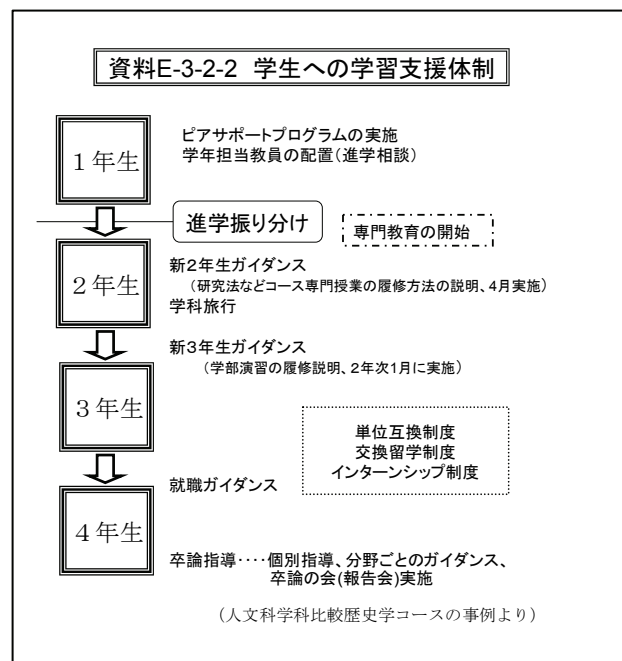 資料E-3-2-2 学生への学習支援体制
1年生
ピアサポートプログラムの実施
学年担当教員の配置(進学相談)
進学振り分け
専門教育の開始
2年生
新2年生ガイダンス
(研究法などコース専門授業の履修方法の説明、4月実施)
学科旅行
新3年生ガイダンス
(学部演習の履修説明、2年次1月に実施)
3年生
単位互換制度
交換留学制度
インターンシップ制度
就職ガイダンス
4年生
卒論指導‥‥個別指導、分野ごとのガイダンス、
卒論の会(報告会)実施
(人文科学科比較歴史学コースの事例より)